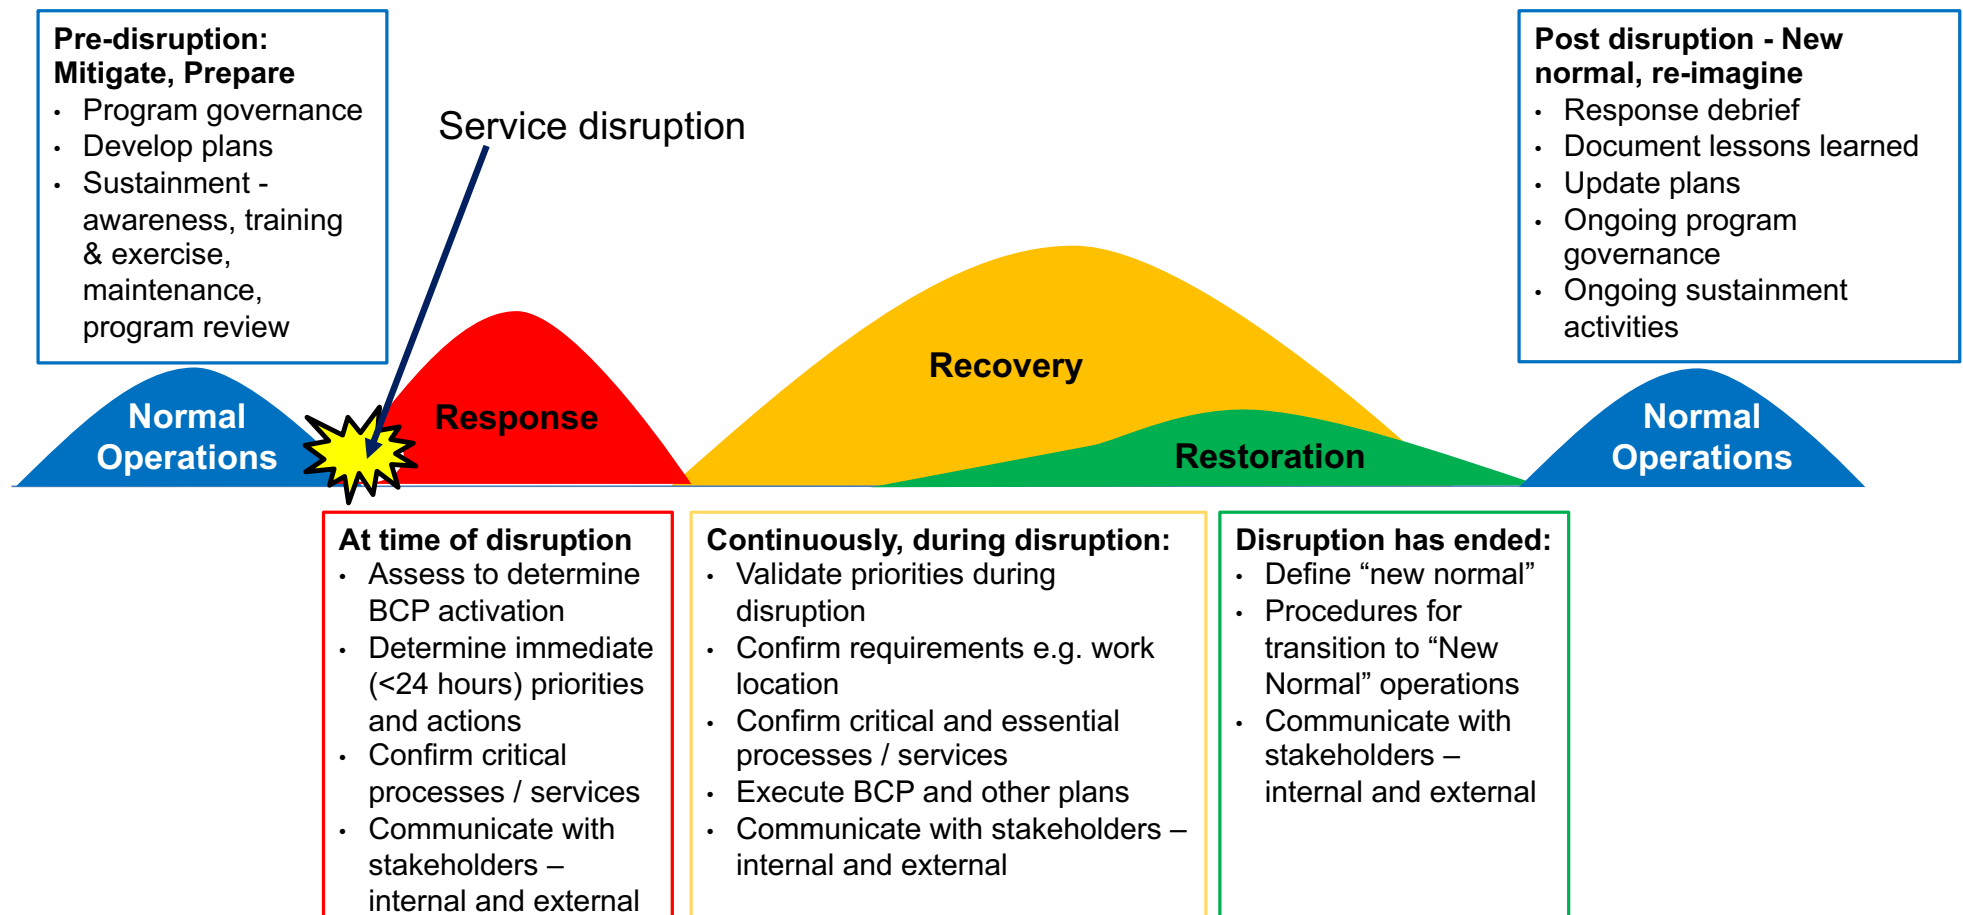 Pre-disruption:
Mitigate, Prepare
• Program governance
• Develop plans
• Sustainment -
awareness, training
& exercise,
maintenance,
program review
Service disruption
Post disruption - New
normal, re-imagine
• Response debrief
• Document lessons learned
• Update plans
• Ongoing program
governance
• Ongoing sustainment
activities
Normal
Operations
Response
Recovery
Restoration
Normal
Operations
At time of disruption
• Assess to determine
BCP activation
• Determine immediate
(<24 hours) priorities
and actions
• Confirm critical
processes / services
• Communicate with
stakeholders –
internal and external
Continuously, during disruption:
• Validate priorities during
disruption
• Confirm requirements e.g. work
location
• Confirm critical and essential
processes / services
• Execute BCP and other plans
• Communicate with stakeholders –
internal and external
Disruption has ended:
• Define “new normal”
• Procedures for
transition to “New
Normal” operations
• Communicate with
stakeholders –
internal and external